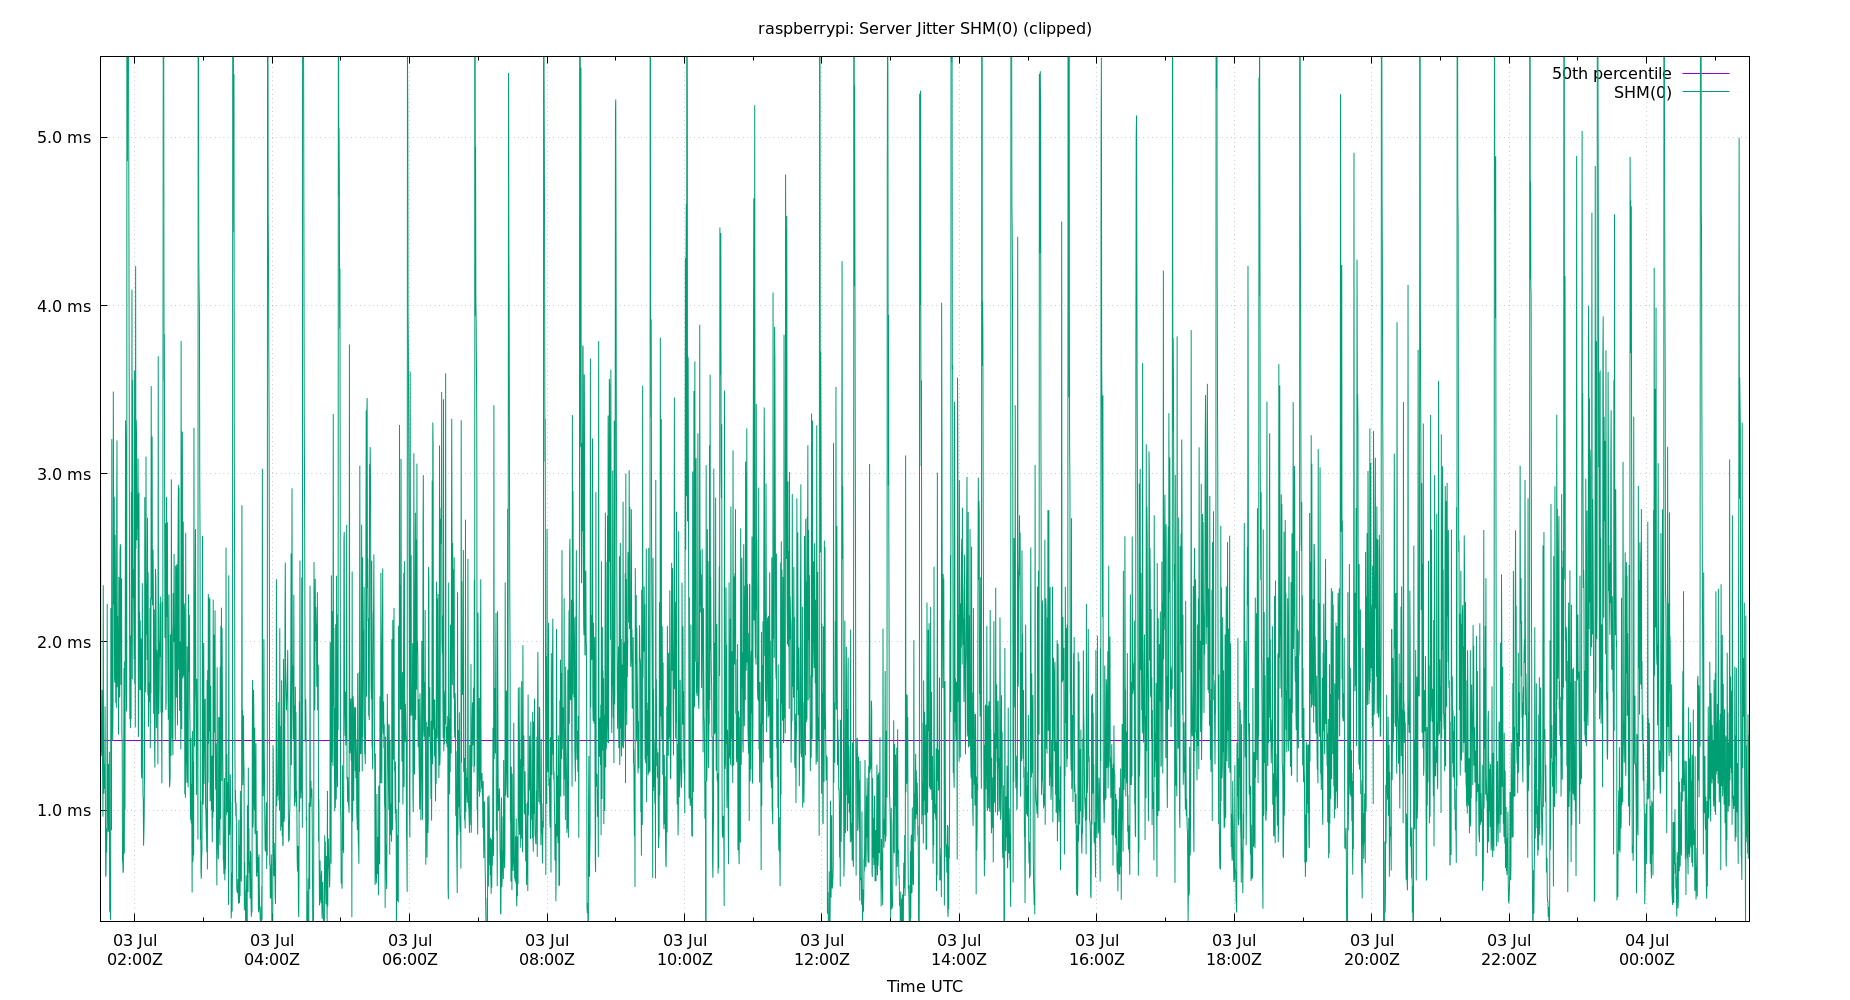 raspberrypi: Server Jitter SHM(0) (clipped)
50th percentile
SHM(0)
5.0 ms
4.0 ms
3.0 ms
2.0 ms
1.0 ms
03 Jul 03 Jul 03 Jul 03 Jul 03 Jul 03 Jul 03 Jul 03 Jul 03 Jul 03 Jul 03 Jul 04 Jul
02:00Z 04:00Z 06:00Z 08:00Z 10:00Z 12:00Z 14:00Z 16:00Z 18:00Z 20:00Z 22:00Z 00:00Z
Time UTC